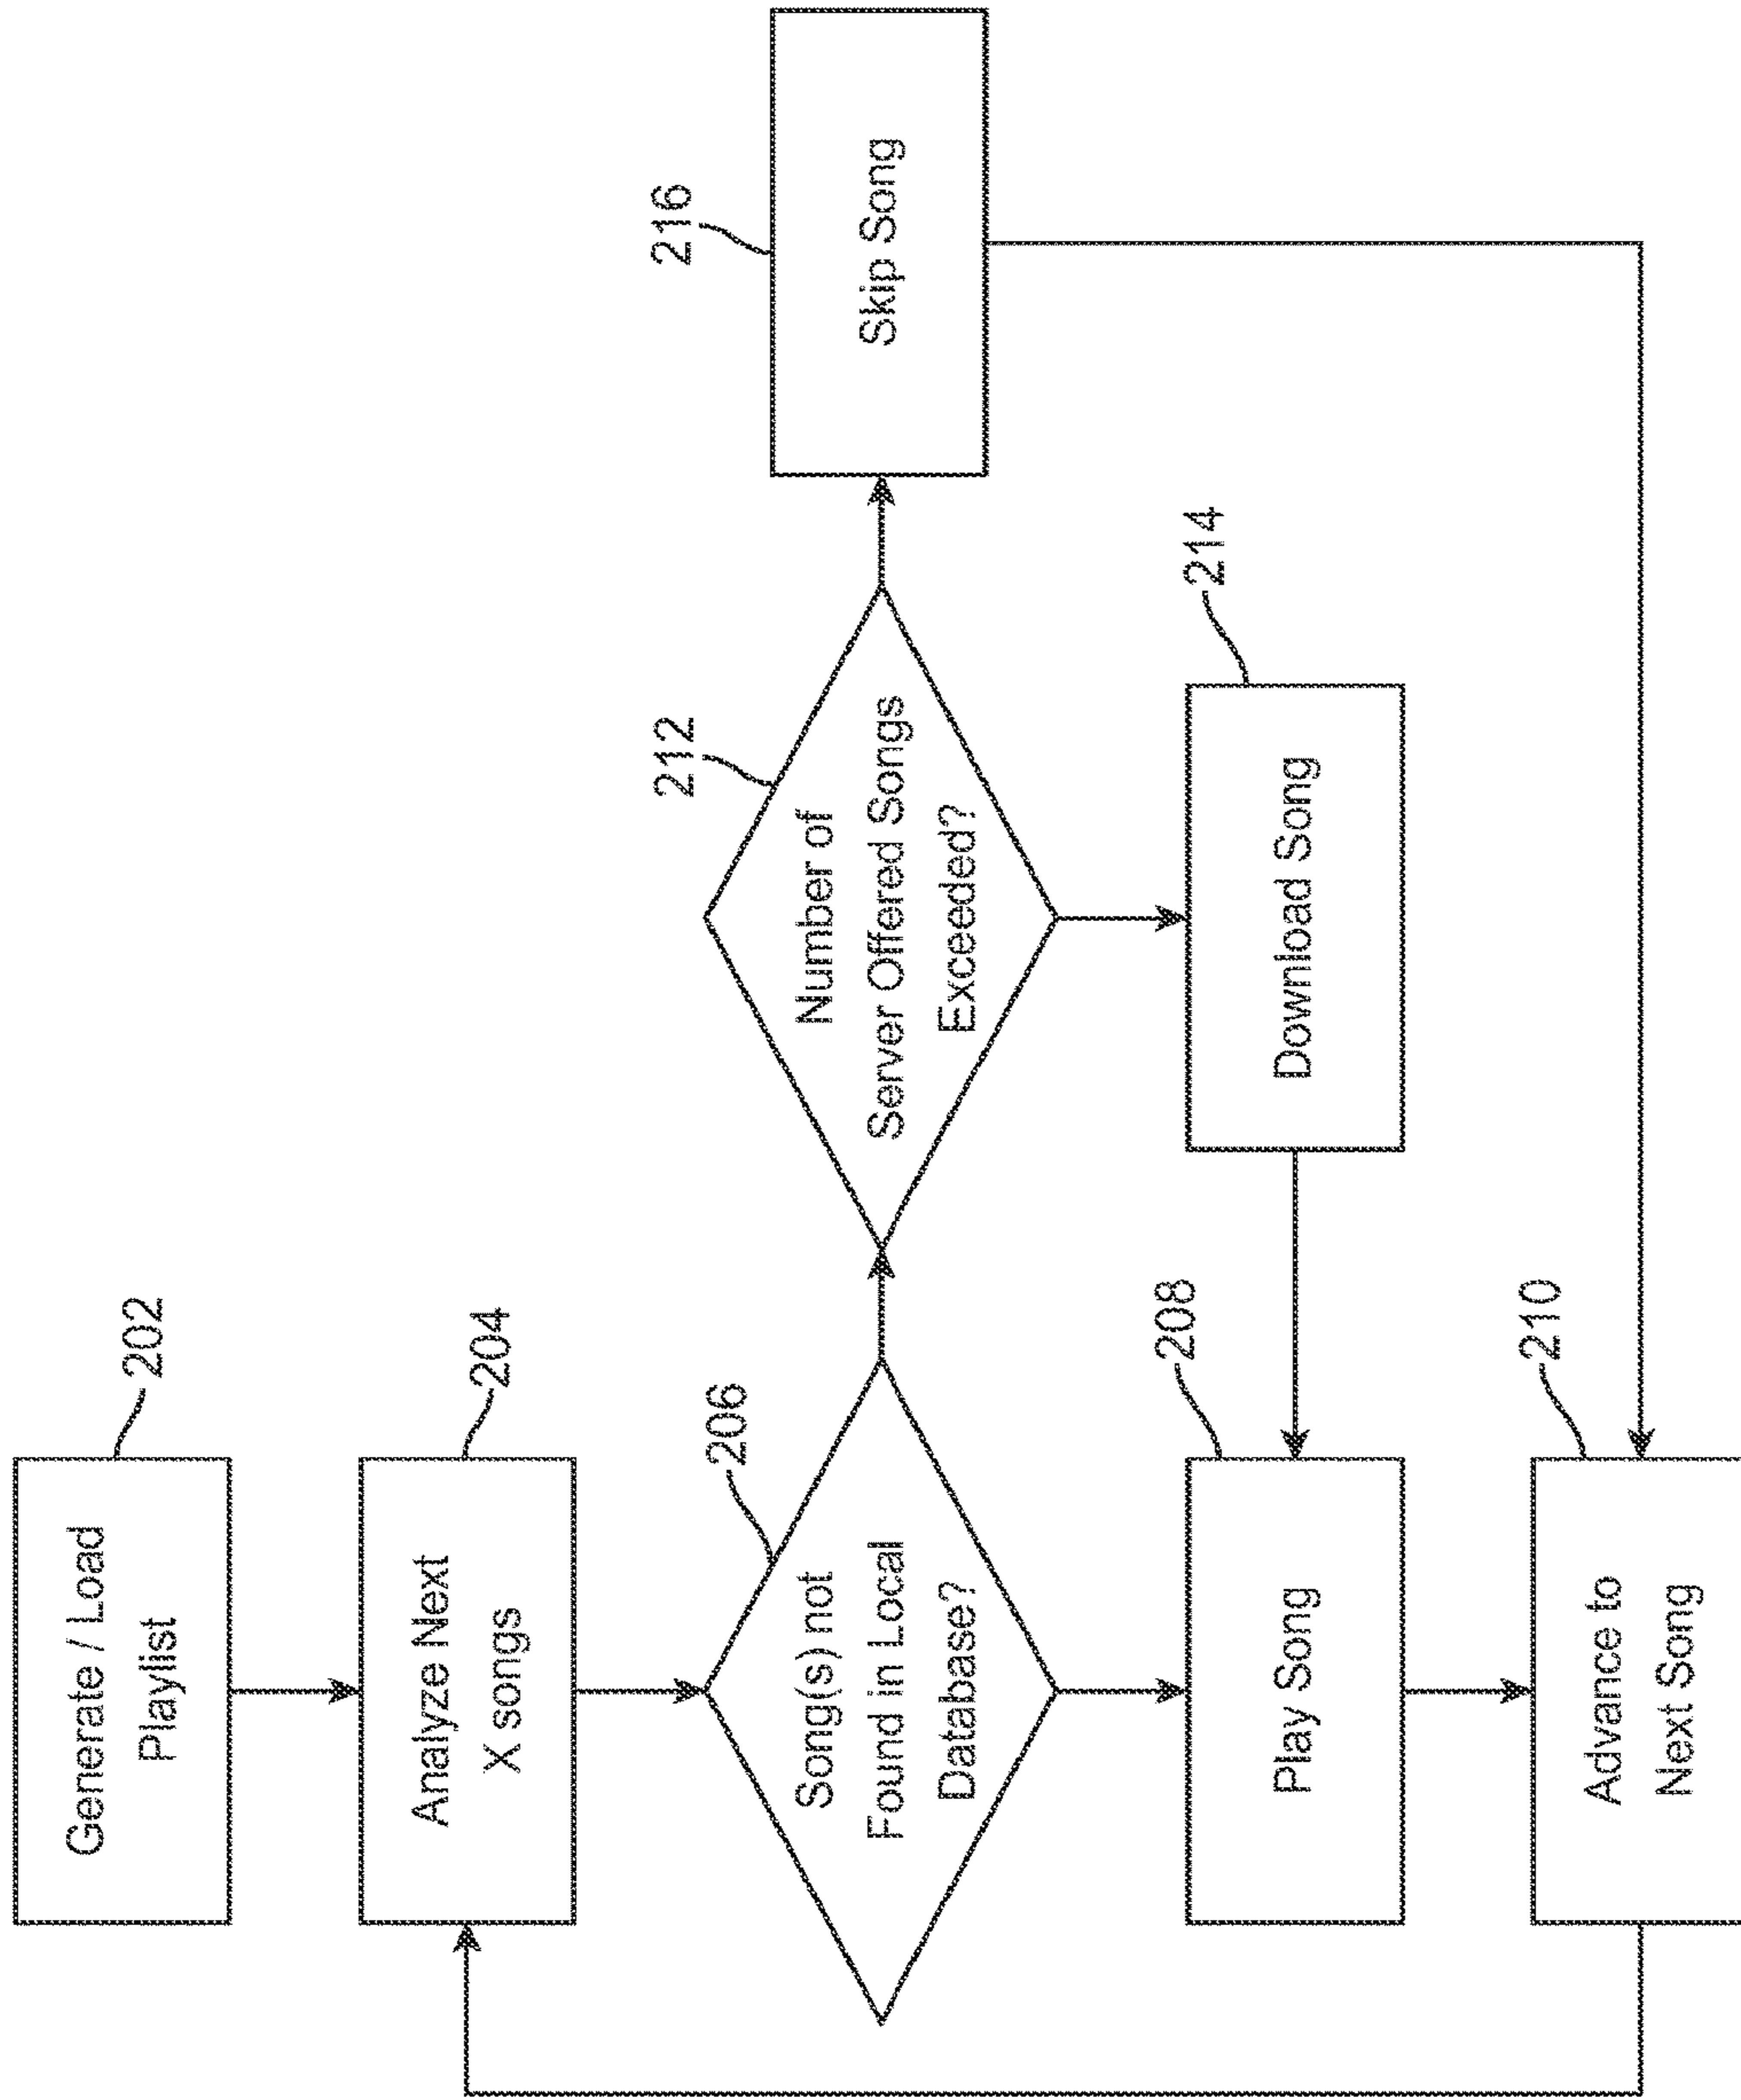 Generate / Load
Playlist
202
Analyze Next
X songs
204
Song(s) not
Found in Local
Database?
206
Number of
Server Offered Songs
Exceeded?
212
Skip Song
216
Play Song
208
Download Song
214
Advance to
Next Song
210